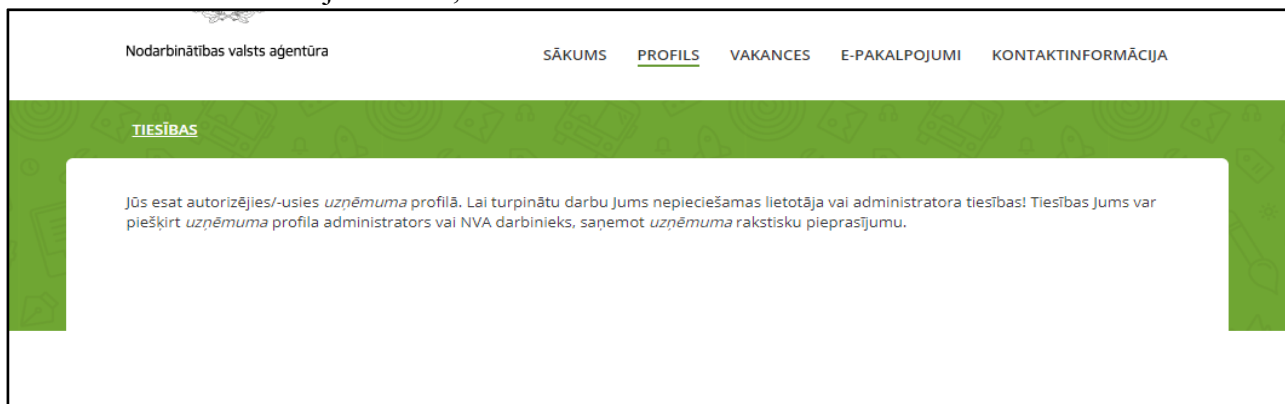 Nodarbinātības valsts aģentūra
SĀKUMS PROFILS VAKANCES E-PAKALPOJUMI KONTAKTINFORMĀCIJA
TIESĪBAS
Jūs esat autorizējies/-usies uzņēmuma profilā. Lai turpinātu darbu Jums nepieciešamas lietotāja vai administratora tiesības! Tiesības Jums var
piešķirt uzņēmuma profila administrators vai NVA darbinieks, saņemot uzņēmuma rakstisku pieprasījumu.